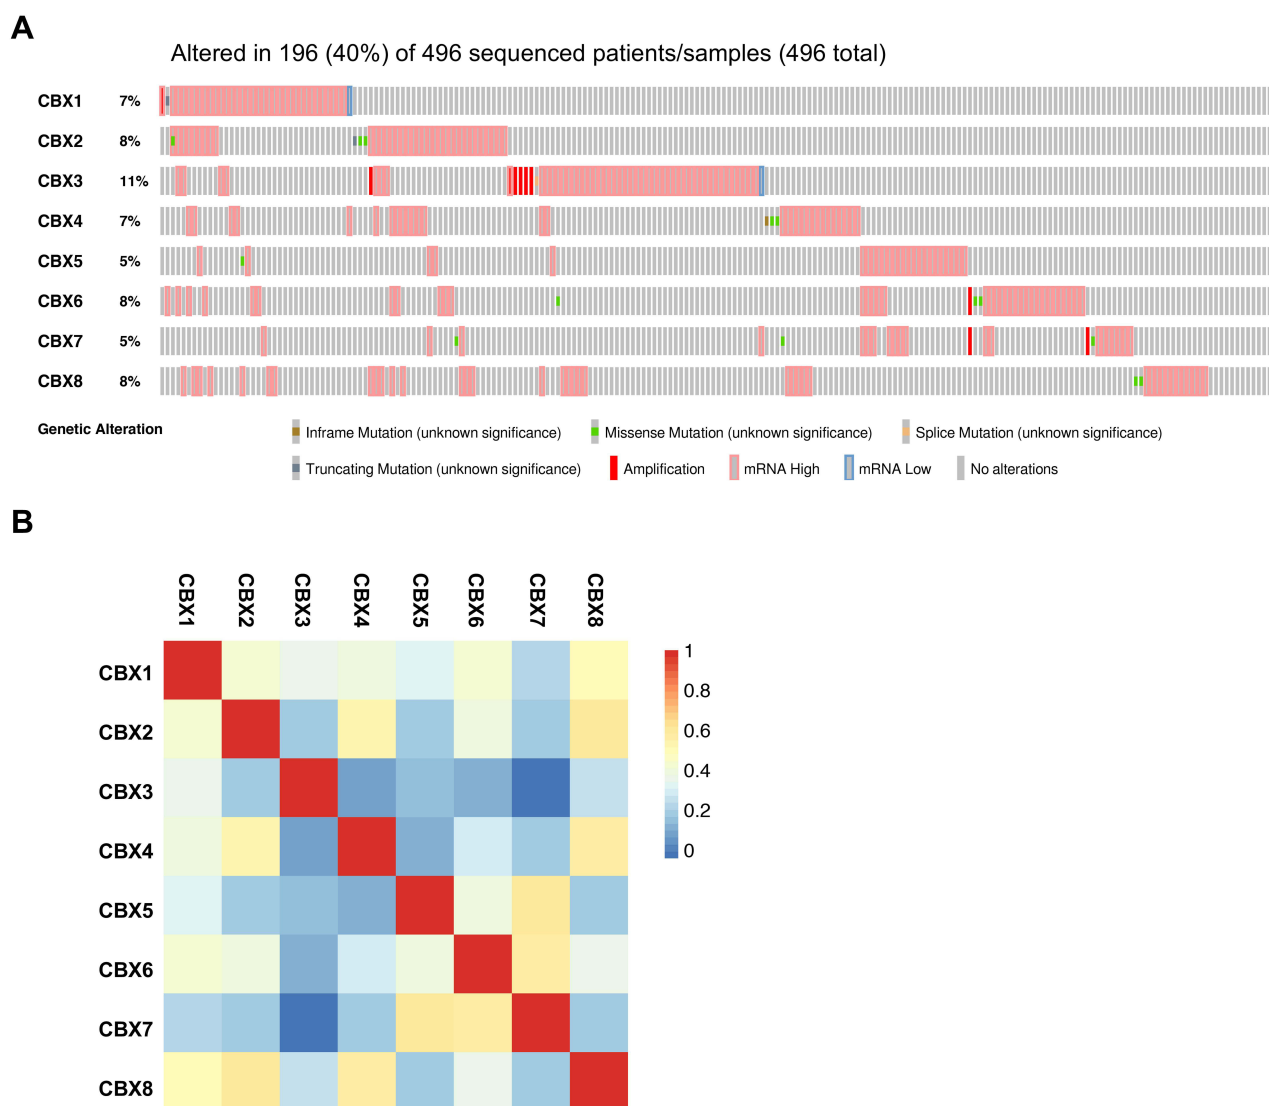 A
Altered in 196 (40%) of 496 sequenced patients/samples (496 total)
CBX1 7%
CBX2 8%
CBX3 11%
CBX4 7%
CBX5 5%
CBX6 8%
CBX7 5%
CBX8 8%
Genetic Alteration Inframe Mutation (unknown significance) Missense Mutation (unknown significance) Splice Mutation (unknown significance)
Truncating Mutation (unknown significance) Amplification mRNA High mRNA Low No alterations
B
CBX1 CBX2 CBX3 CBX4 CBX5 CBX6 CBX7 CBX8
CBX1
CBX2
CBX3
CBX4
CBX5
CBX6
CBX7
CBX8
1
0.8
0.6
0.4
0.2
0